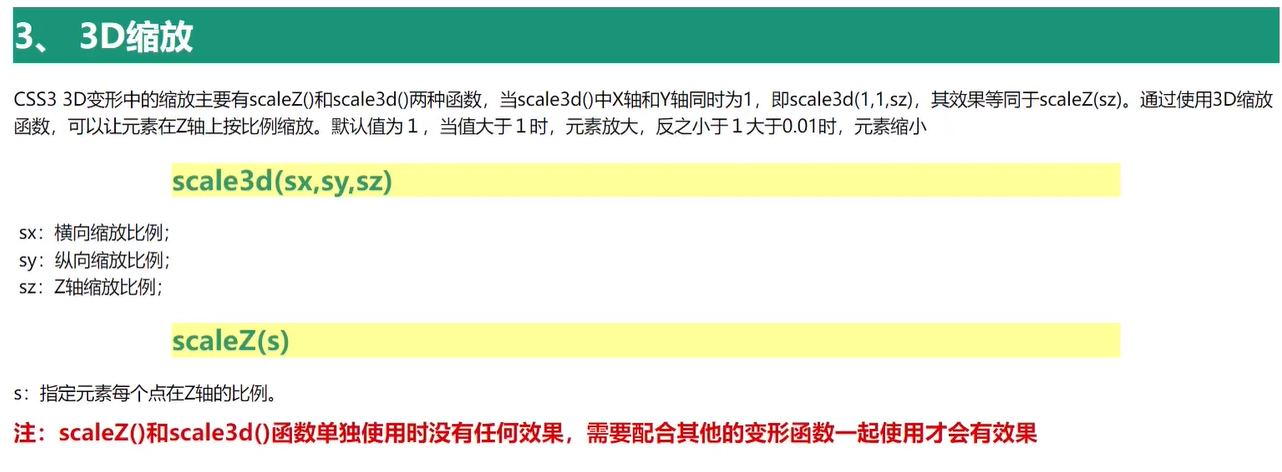 3、 3D缩放
CSS3 3D变形中的缩放主要有scaleZ()和scale3d()两种函数，当scale3d()中X轴和Y轴同时为1，即scale3d(1,1,sz)，其效果等同于scaleZ(sz)。通过使用3D缩放
函数，可以让元素在Z轴上按比例缩放。默认值为１，当值大于１时，元素放大，反之小于１大于0.01时，元素缩小
scale3d(sx,sy,sz)
sx：横向缩放比例；
sy：纵向缩放比例；
sz：Z轴缩放比例；
scaleZ(s)
s：指定元素每个点在Z轴的比例。
注：scaleZ()和scale3d()函数单独使用时没有任何效果，需要配合其他的变形函数一起使用才会有效果